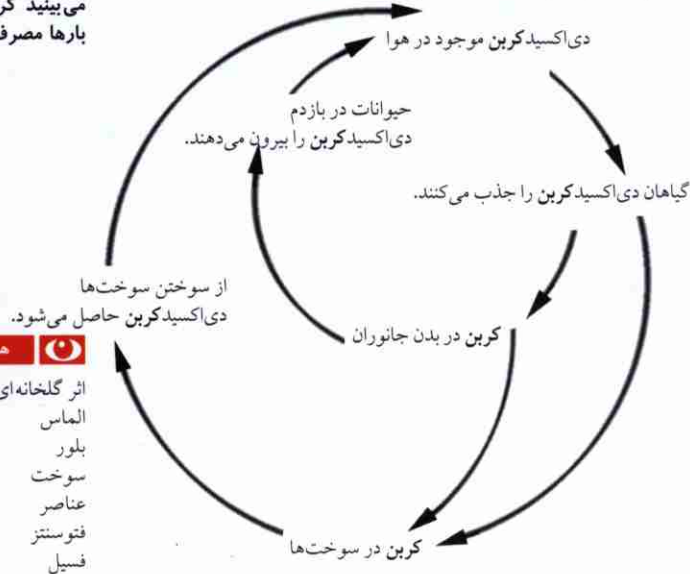 می‌بینید
بارها مصرف
دی‌اکسیدکربن موجود در هوا
حیوانات در بازدم
دی‌اکسیدکربن را بیرون می‌دهند.
گیاهان دی‌اکسیدکربن را جذب می‌کنند.
از سوختن سوخت‌ها
دی‌اکسیدکربن حاصل می‌شود.
کربن در بدن جانوران
کربن در سوخت‌ها
اثر گلخانه‌ای
الماس
بلور
سوخت
عناصر
فتوسنتز
فسیل